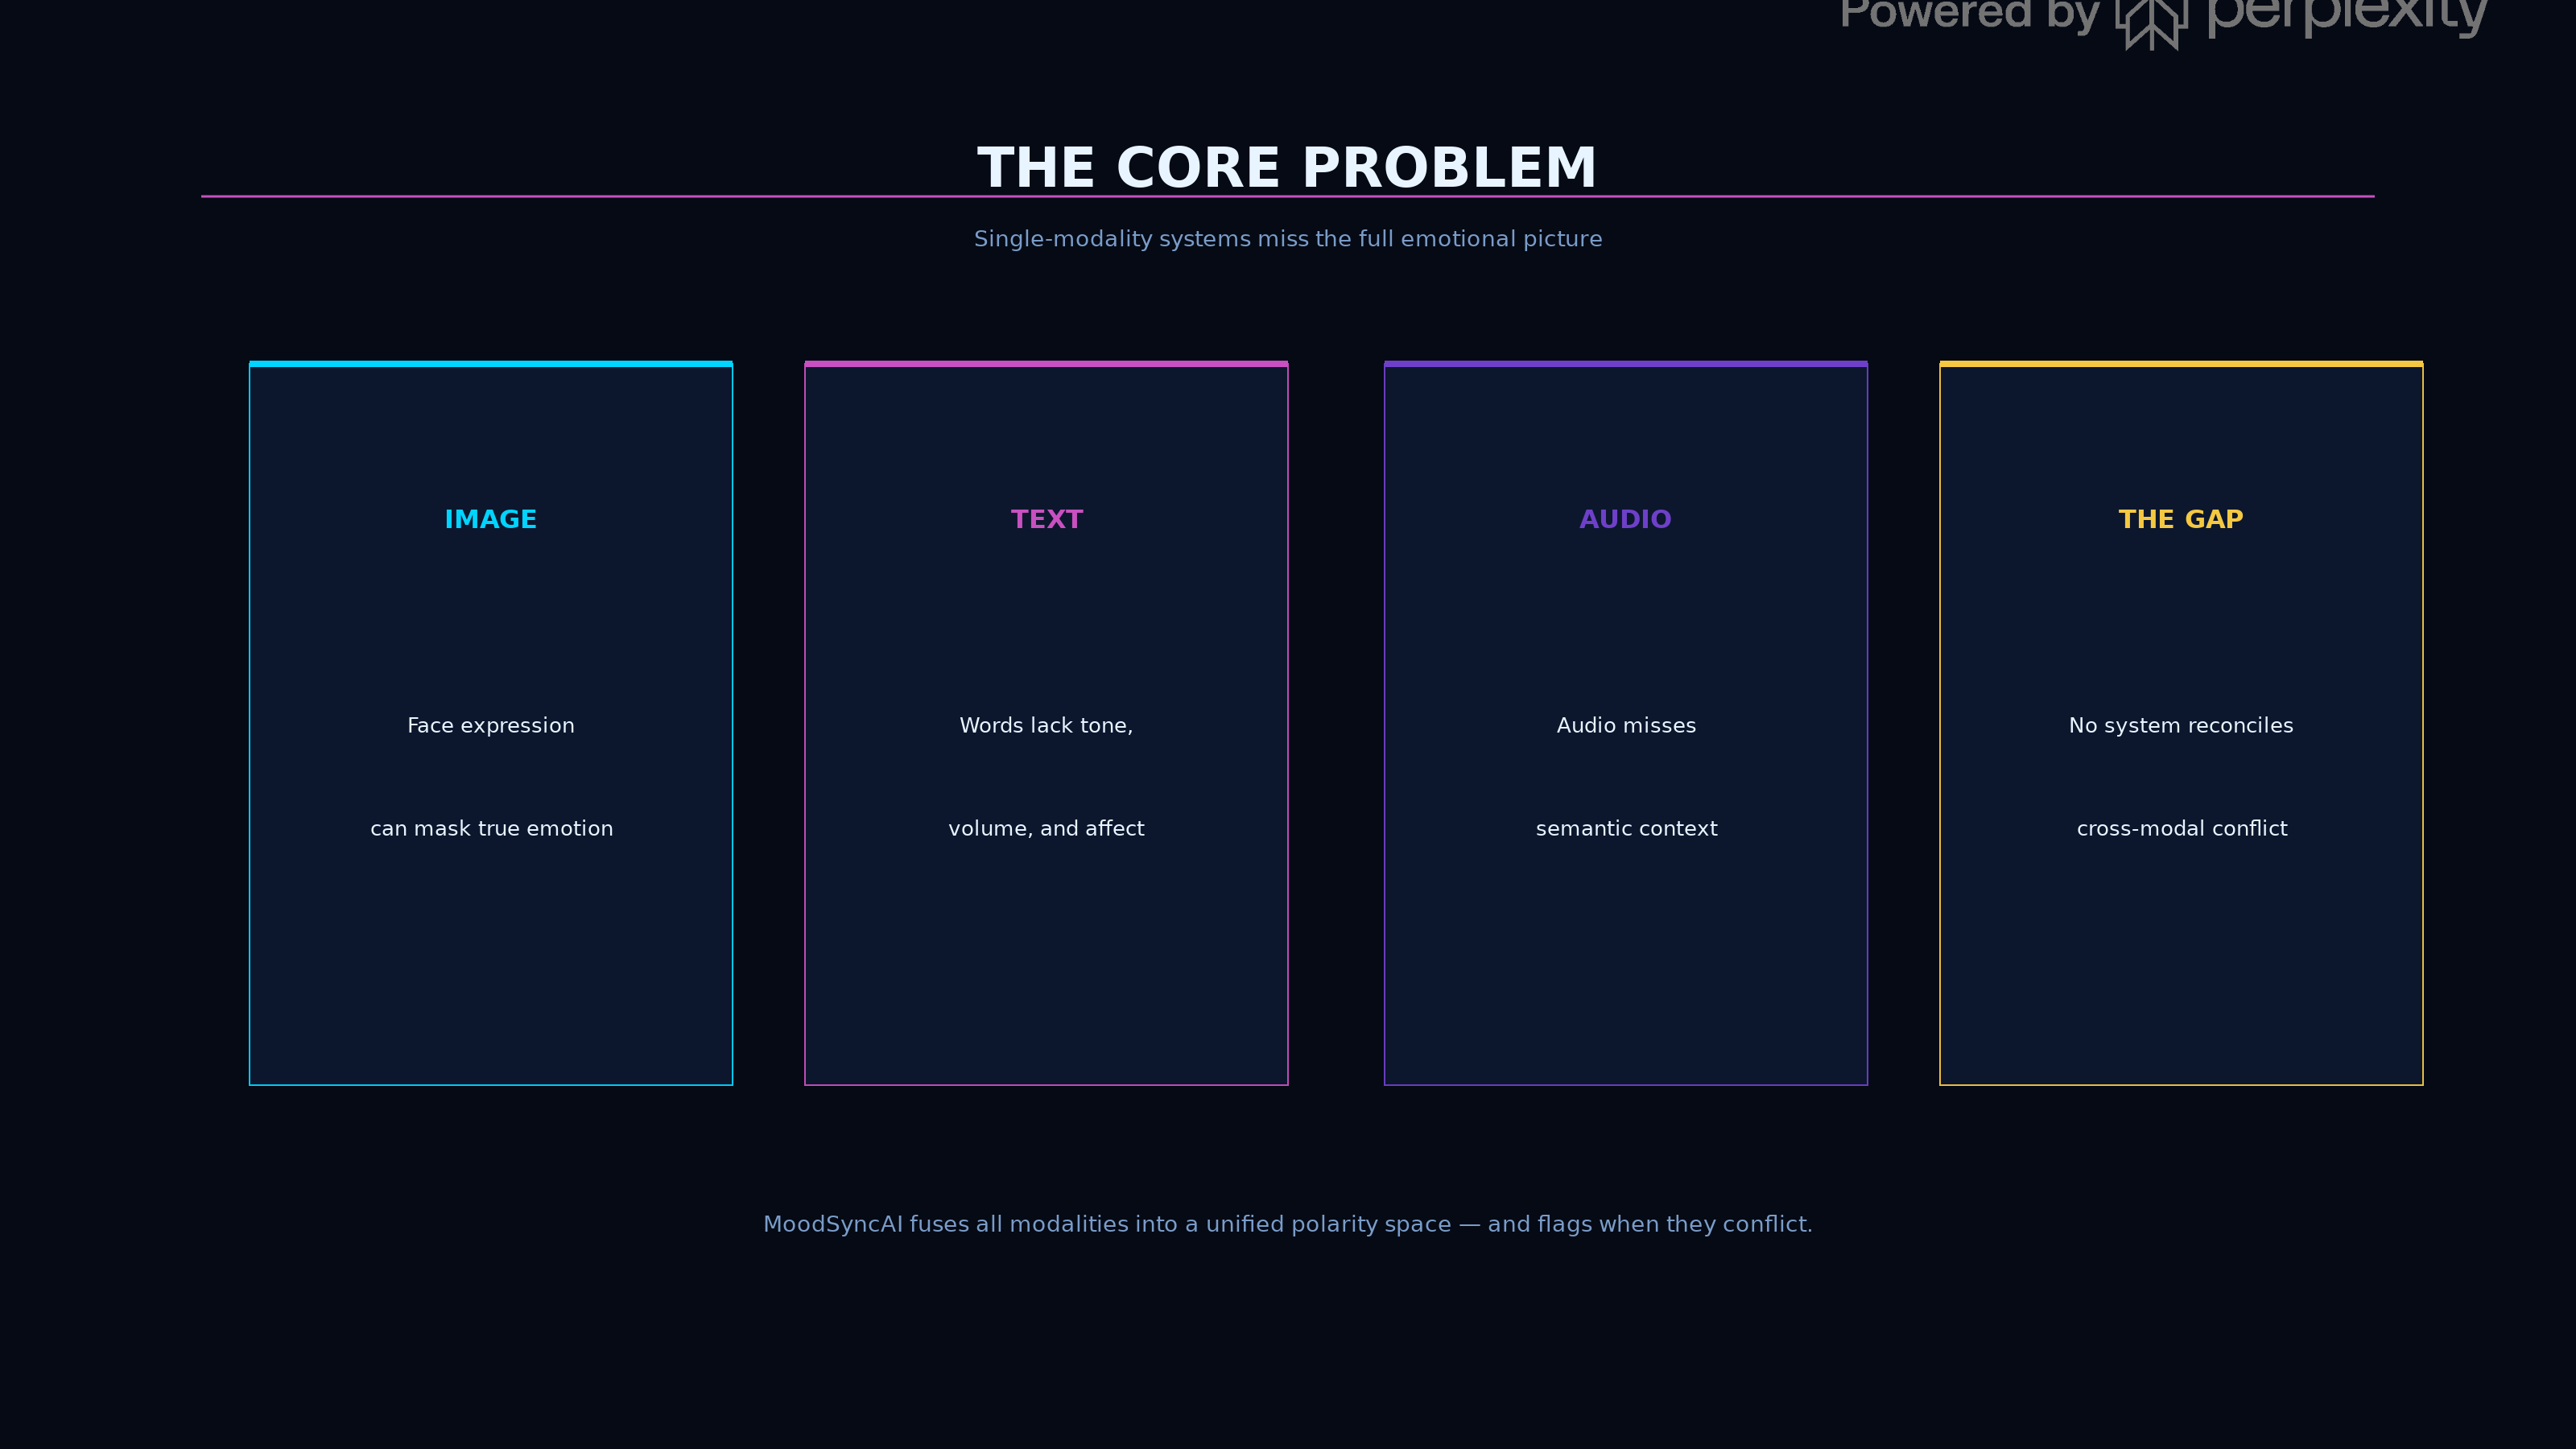 Powered by perplexity
THE CORE PROBLEM
Single-modality systems miss the full emotional picture
IMAGE
Face expression
can mask true emotion
TEXT
Words lack tone,
volume, and affect
AUDIO
Audio misses
semantic context
THE GAP
No system reconciles
cross-modal conflict
MoodSyncAI fuses all modalities into a unified polarity space — and flags when they conflict.